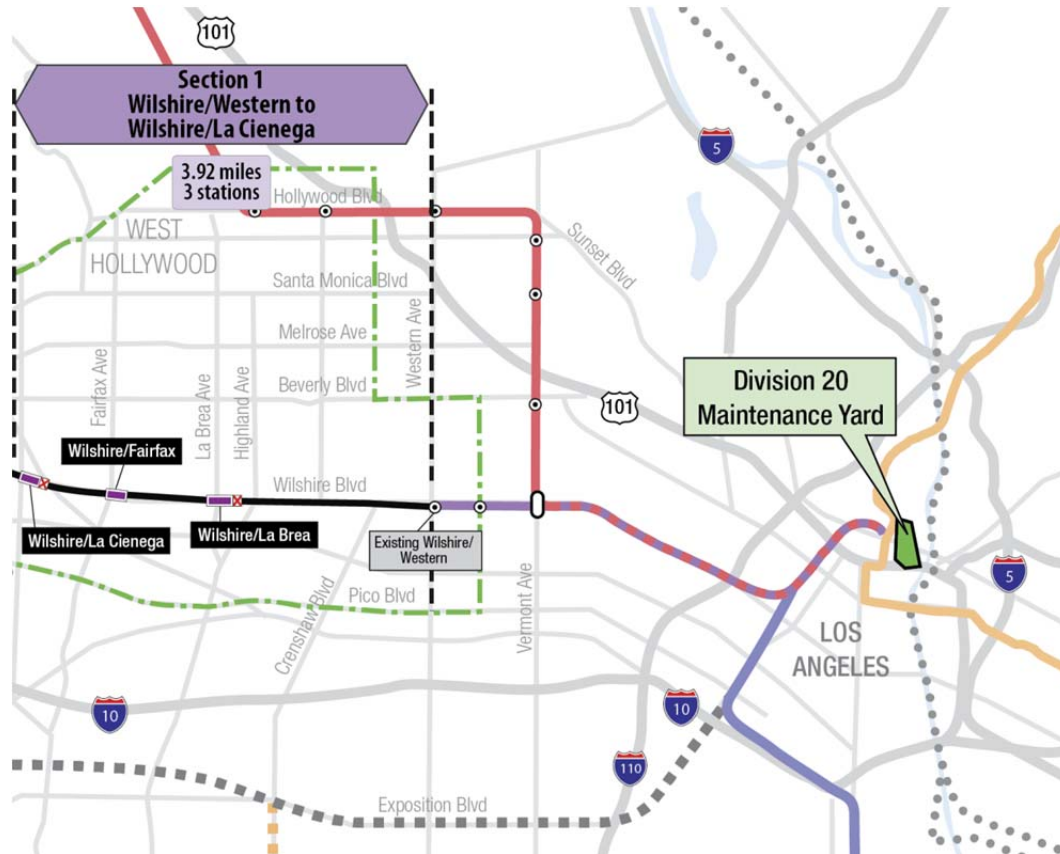 101
Section 1
Wilshire/Western to
Wilshire/La Cienega
5
3.92 miles
3 stations
Hollywood Blvd
WEST
HOLLYWOOD
Sunset Blvd
Santa Monica Blvd
Melrose Ave
Western Ave
Beverly Blvd
Fairfax Ave
La Brea Ave
Highland Ave
101
Division 20
Maintenance Yard
Wilshire/Fairfax
Wilshire Blvd
Wilshire/La Cienega
Wilshire/La Brea
Existing Wilshire/
Western
5
Pico Blvd
Crenshaw Blvd
Vermont Ave
LOS
ANGELES
10
10
110
Exposition Blvd